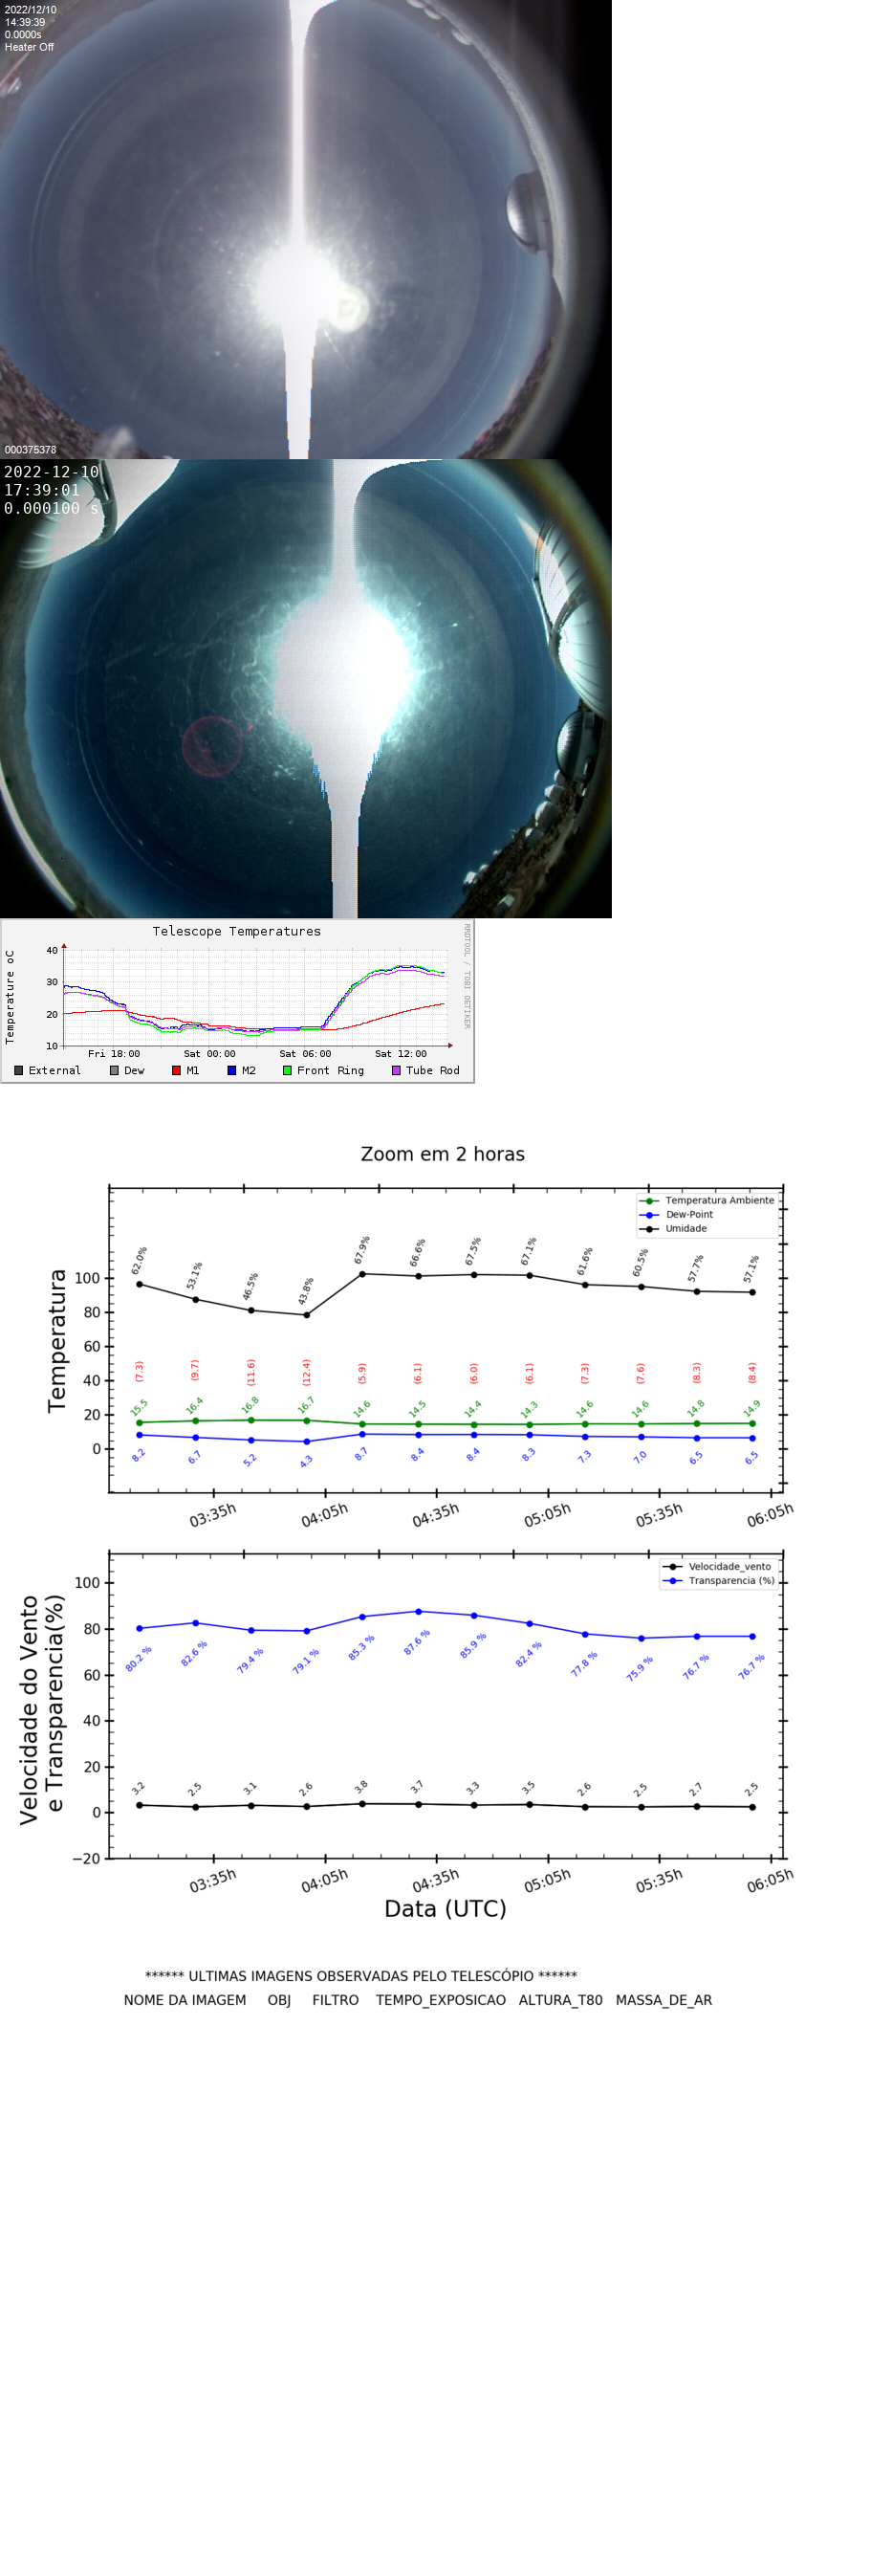 2022/12/10
14:39:39
0.0000s
Heater Off
000375378
2022-12-10
17:39:01
0.000100 s
Telescope Temperatures
RRDTOOL / TOBI OETIKER
Temperature oC
40
30
20
10
Fri 18:00 Sat 00:00 Sat 06:00 Sat 12:00
External Dew M1 M2 Front Ring Tube Rod
Zoom em 2 horas
Temperatura Ambiente
Dew-Point
Umidade
Temperatura
100
80
60
40
20
0
62.0% 53.1% 46.5% 43.8% 67.9% 66.6% 67.5% 67.1% 61.6% 60.5% 57.7% 57.1%
(7.3) (9.7) (11.6) (12.4) (5.9) (6.1) (6.0) (6.1) (7.3) (7.6) (8.3) (8.4)
15.5 16.4 16.8 16.7 14.6 14.5 14.4 14.3 14.6 14.6 14.8 14.9
8.2 6.7 5.2 4.3 8.7 8.4 8.4 8.3 7.3 7.0 6.5 6.5
03:35h 04:05h 04:35h 05:05h 05:35h 06:05h
Velocidade_vento
Transparencia (%)
Velocidade do Vento
e Transparencia(%)
100
80
60
40
20
0
−20
80.2 % 82.6 % 79.4 % 79.1 % 85.3 % 87.6 % 85.9 % 82.4 % 77.8 % 75.9 % 76.7 % 76.7 %
3.2 2.5 3.1 2.6 3.8 3.7 3.3 3.5 2.6 2.5 2.7 2.5
03:35h 04:05h 04:35h 05:05h 05:35h 06:05h
Data (UTC)
****** ULTIMAS IMAGENS OBSERVADAS PELO TELESCÓPIO ******
NOME DA IMAGEM OBJ FILTRO TEMPO_EXPOSICAO ALTURA_T80 MASSA_DE_AR